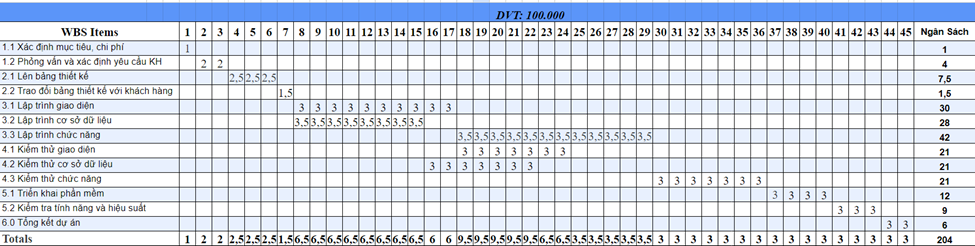 DVT: 100.000
WBS Items 1 2 3 4 5 6 7 8 9 10 11 12 13 14 15 16 17 18 19 20 21 22 23 24 25 26 27 28 29 30 31 32 33 34 35 36 37 38 39 40 41 42 43 44 45 Ngân Sách
1.1 Xác định mục tiêu, chi phí 1 1
1.2 Phỏng vấn và xác định yêu cầu KH 2 2 4
2.1 Lên bảng thiết kế 2,5 2,5 2,5 7,5
2.2 Trao đổi bảng thiết kế với khách hàng 1,5 1,5
3.1 Lập trình giao diện 3 3 3 3 3 3 3 3 3 3 30
3.2 Lập trình cơ sở dữ liệu 3,5 3,5 3,5 3,5 3,5 3,5 3,5 3,5 28
3.3 Lập trình chức năng 3,5 3,5 3,5 3,5 3,5 3,5 3,5 3,5 3,5 3,5 3,5 3,5 42
4.1 Kiểm thử giao diện 3 3 3 3 3 3 3 21
4.2 Kiểm thử cơ sở dữ liệu 3 3 3 3 3 3 3 21
4.3 Kiểm thử chức năng 3 3 3 3 3 3 3 21
5.1 Triển khai phần mềm 3 3 3 3 12
5.2 Kiểm tra tính năng và hiệu suất 3 3 3 9
6.0 Tổng kết dự án 3 3 6
Totals 1 2 2 2,5 2,5 2,5 1,5 6,5 6,5 6,5 6,5 6,5 6,5 6,5 6,5 6 6 9,5 9,5 9,5 9,5 9,5 6,5 6,5 3,5 3,5 3,5 3,5 3,5 3 3 3 3 3 3 3 3 3 3 3 3 3 3 3 3 204